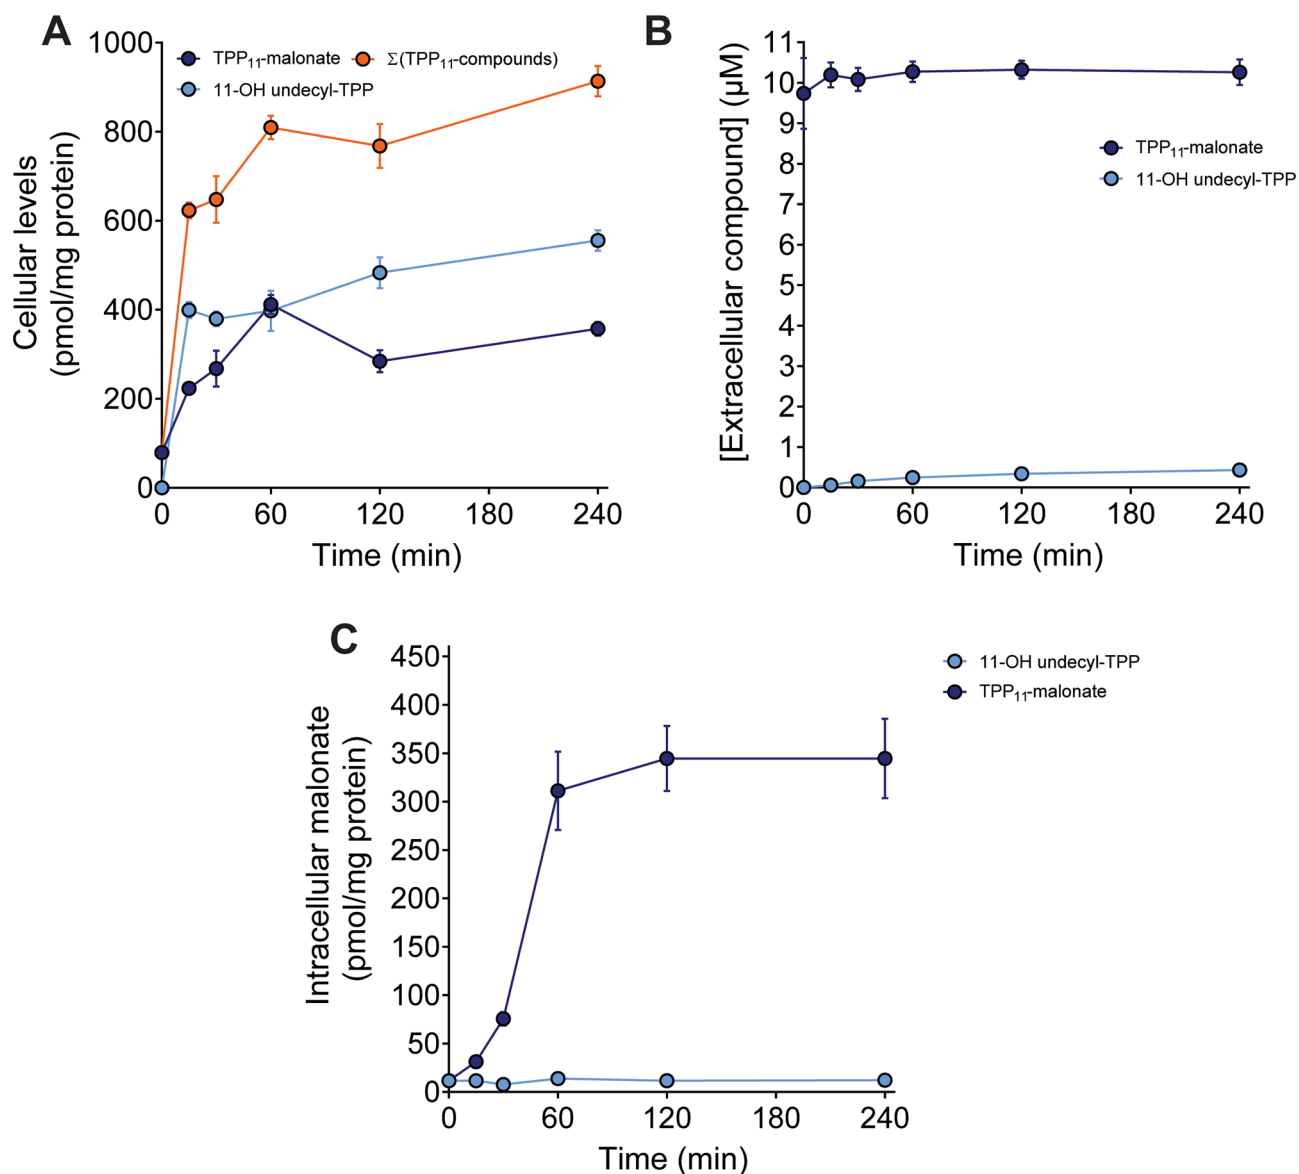 A
1000
800
600
400
200
0
0 60 120 180 240
Time (min)
Cellular levels
(pmol/mg protein)
TPP₁₁-malonate
Σ(TPP₁₁-compounds)
11-OH undecyl-TPP
B
11
10
9
8
7
6
5
4
3
2
1
0
0 60 120 180 240
Time (min)
[Extracellular compound] (µM)
TPP₁₁-malonate
11-OH undecyl-TPP
C
450
400
350
300
250
200
150
100
50
0
0 60 120 180 240
Time (min)
Intracellular malonate
(pmol/mg protein)
11-OH undecyl-TPP
TPP₁₁-malonate